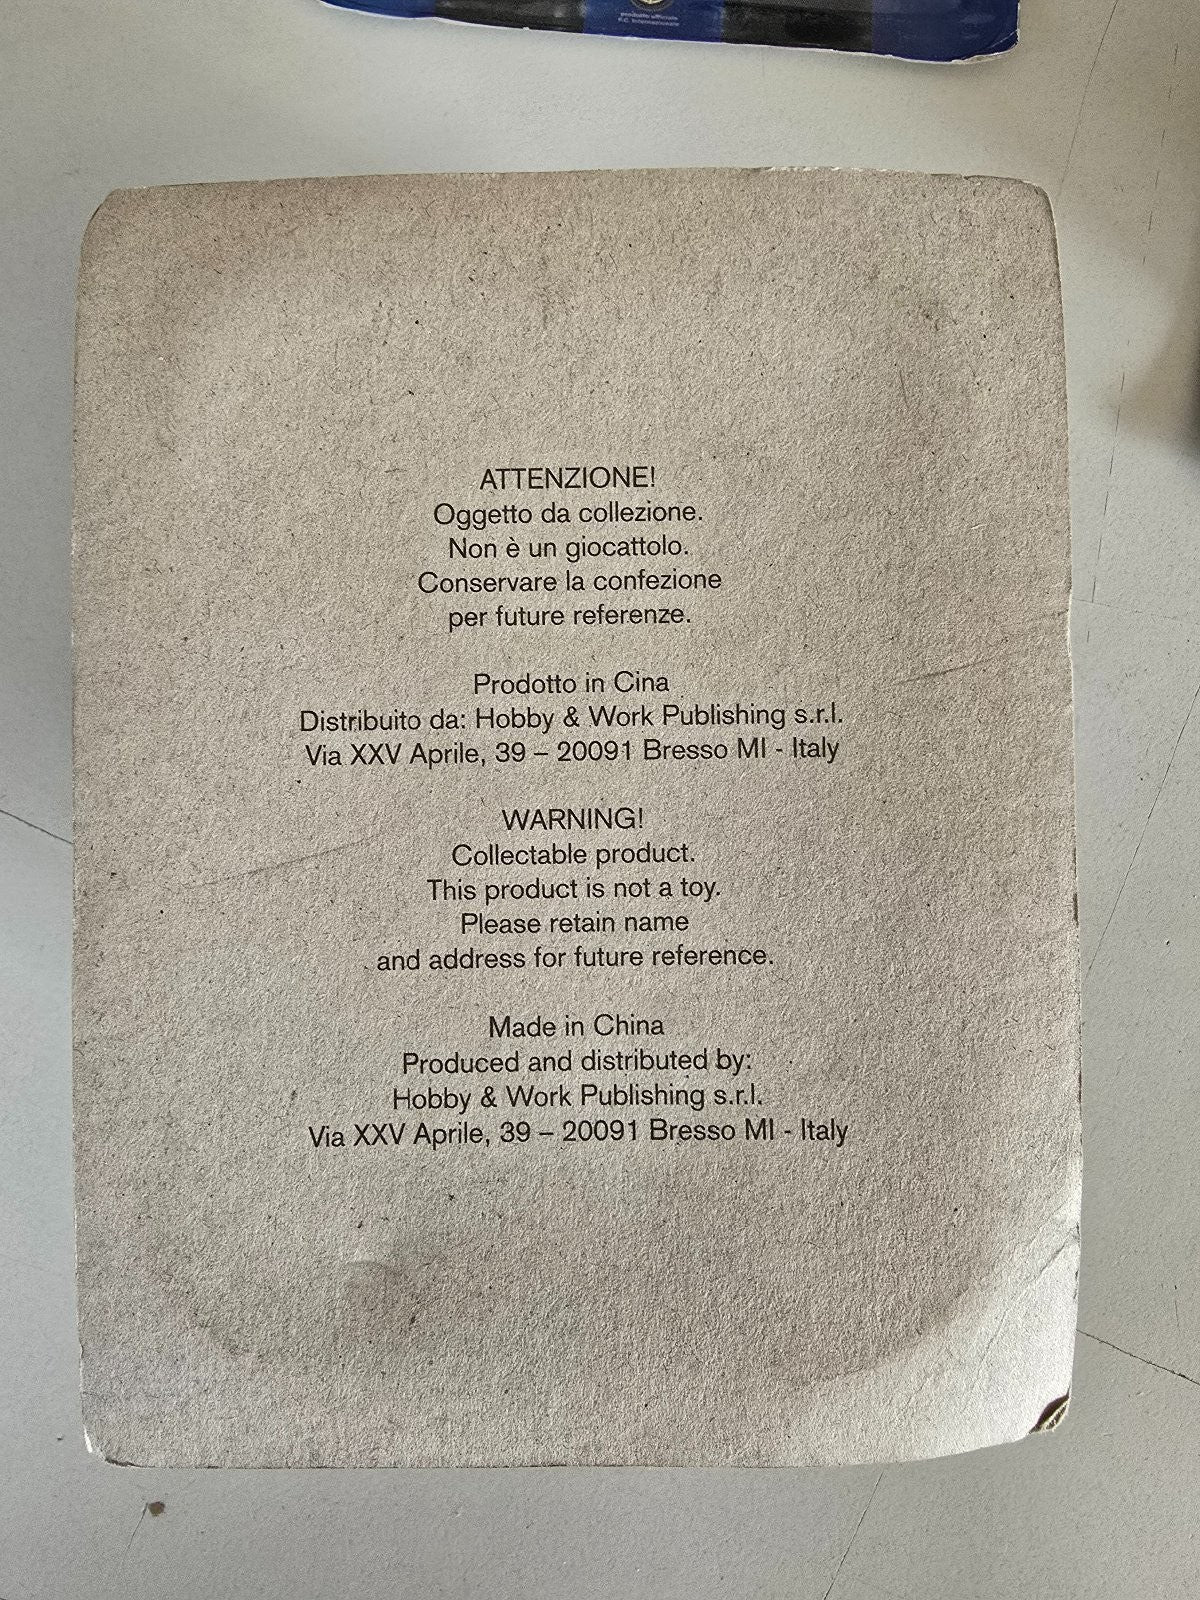 prodotto ufficiale
F.C. Internazionale
ATTENZIONE!
Oggetto da collezione.
Non è un giocattolo.
Conservare la confezione
per future referenze.
Prodotto in Cina
Distribuito da: Hobby & Work Publishing s.r.l.
Via XXV Aprile, 39 – 20091 Bresso MI - Italy
WARNING!
Collectable product.
This product is not a toy.
Please retain name
and address for future reference.
Made in China
Produced and distributed by:
Hobby & Work Publishing s.r.l.
Via XXV Aprile, 39 – 20091 Bresso MI - Italy